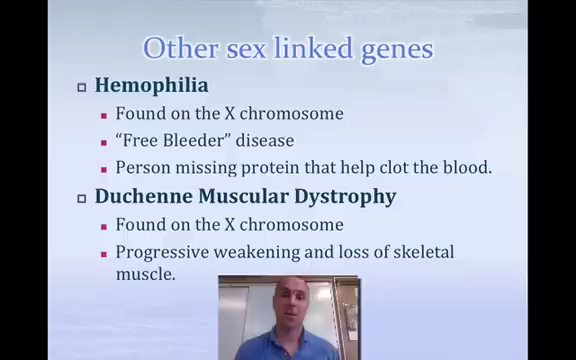 Other sex linked genes
Hemophilia
Found on the X chromosome
“Free Bleeder” disease
Person missing protein that help clot the blood.
Duchenne Muscular Dystrophy
Found on the X chromosome
Progressive weakening and loss of skeletal
muscle.